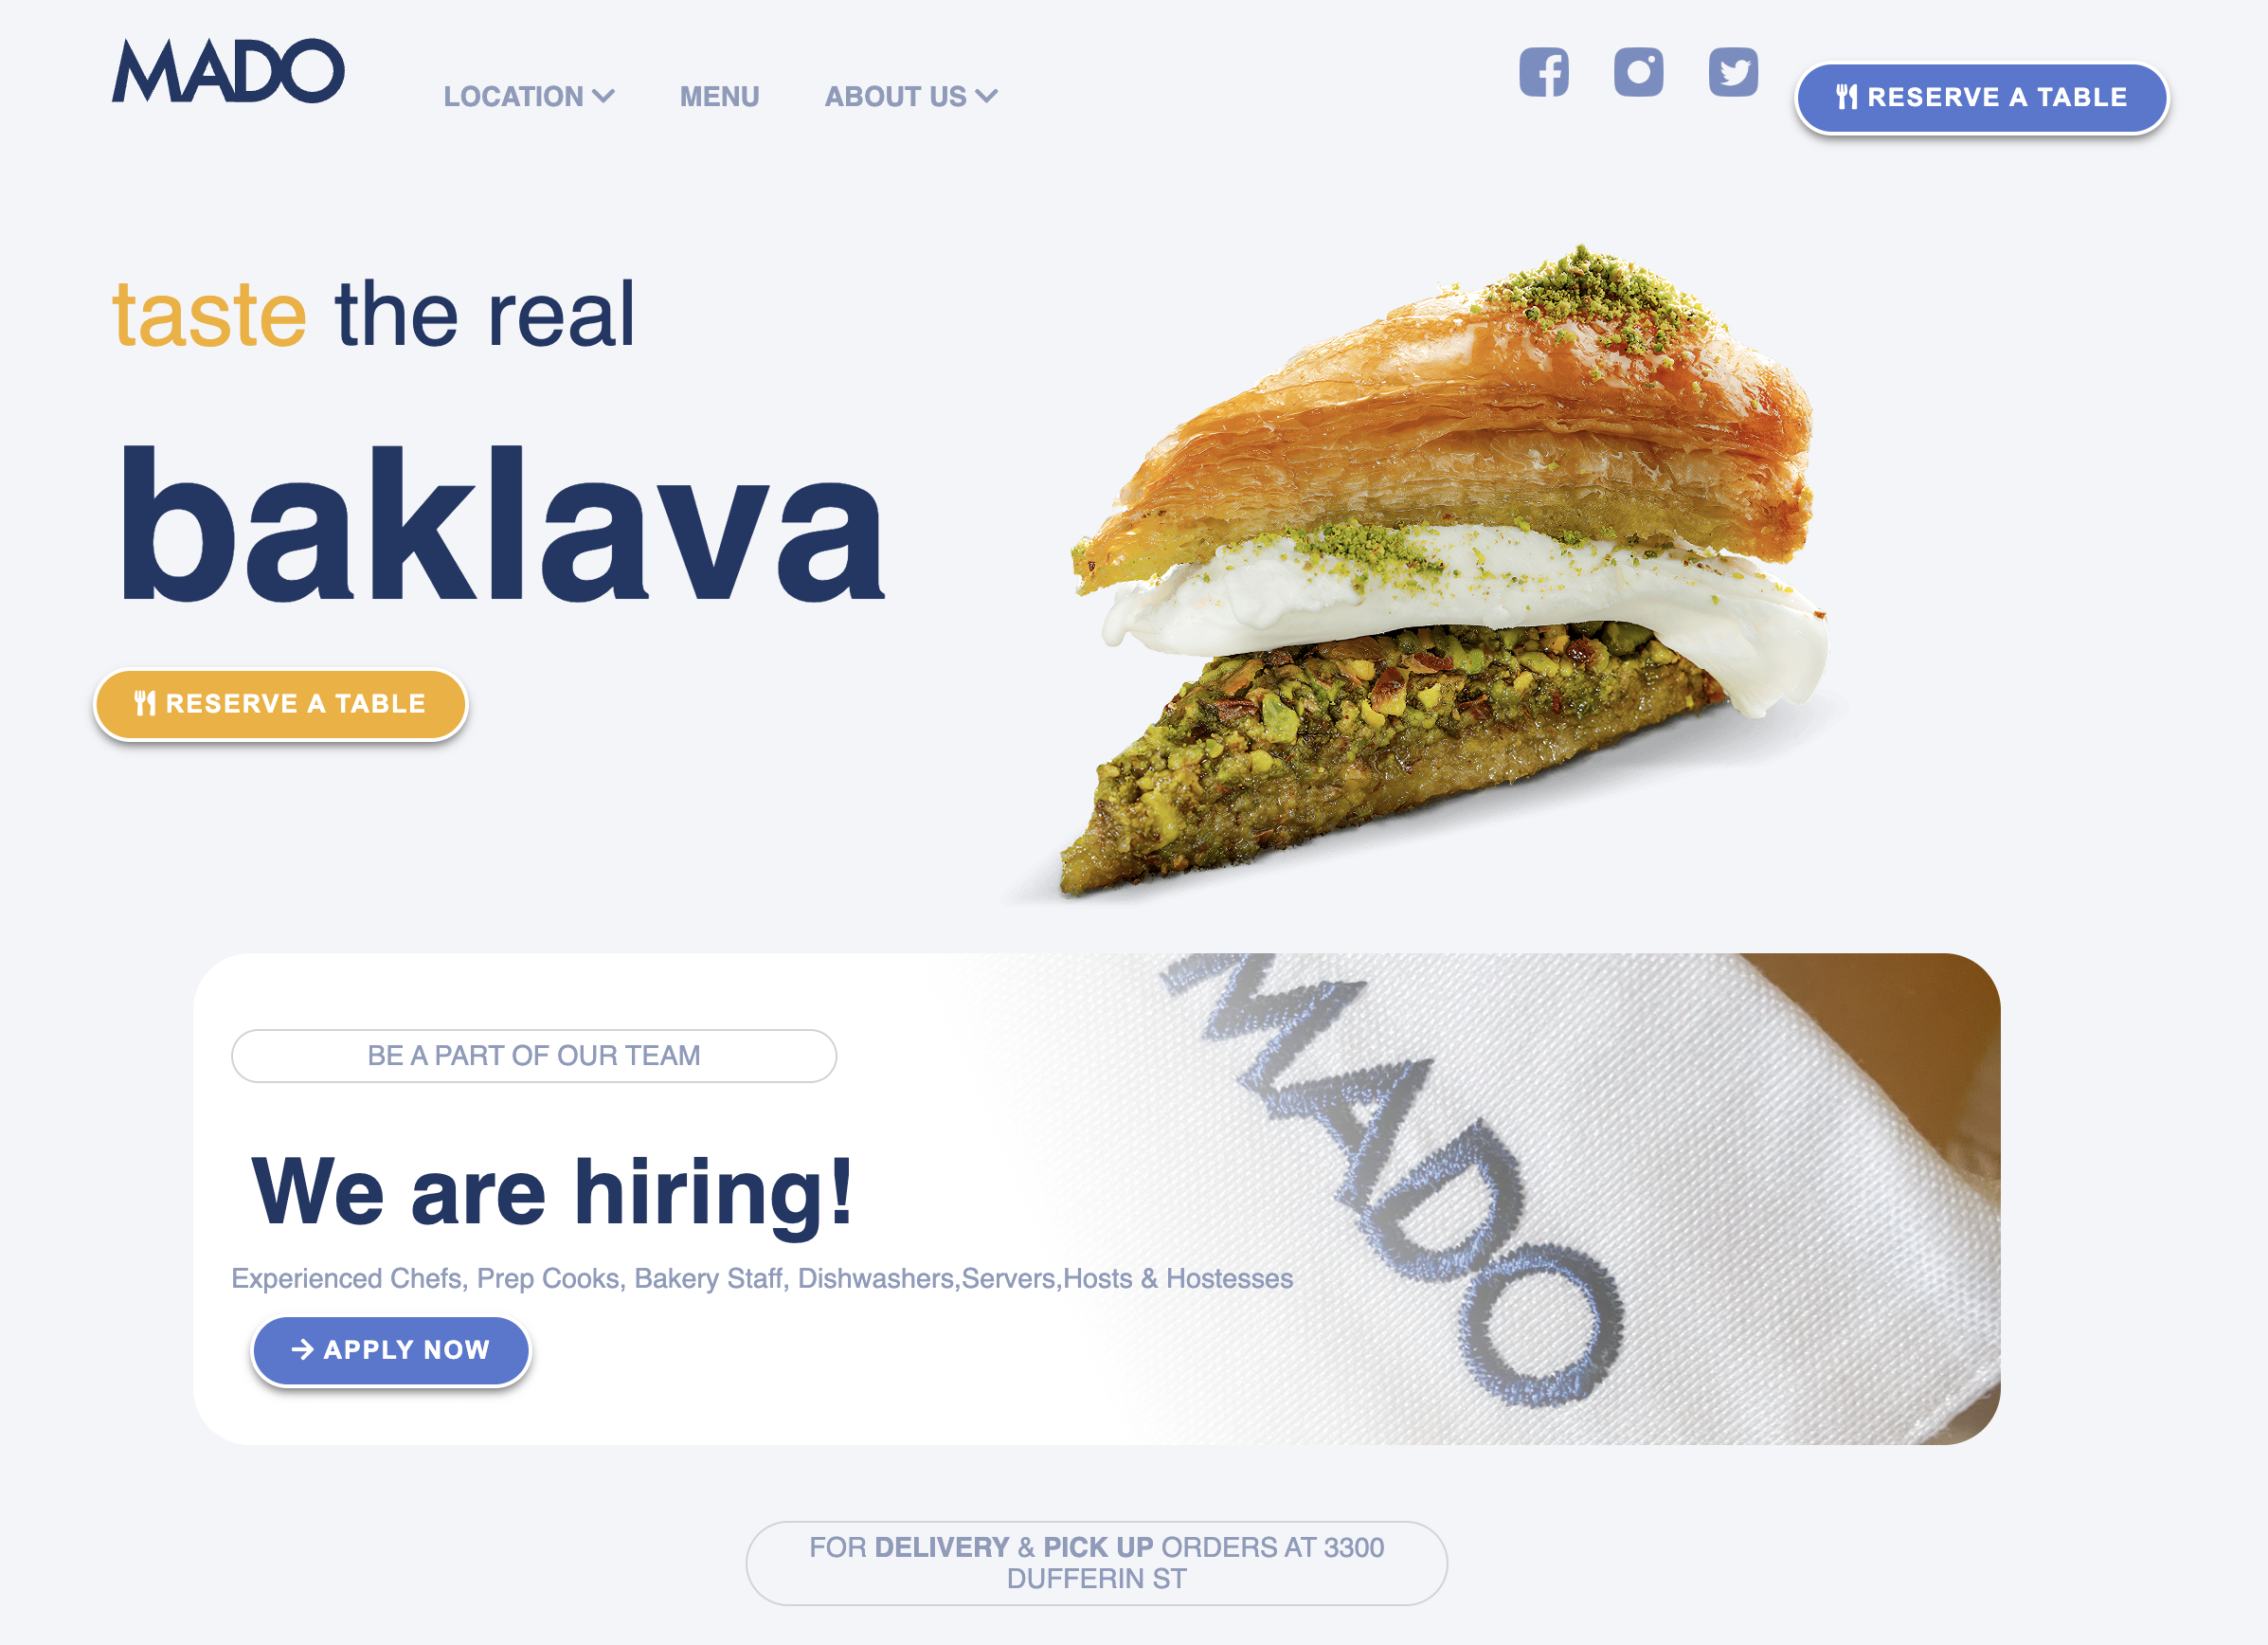 MADO
LOCATION
MENU
ABOUT US
RESERVE A TABLE
taste the real
baklava
RESERVE A TABLE
BE A PART OF OUR TEAM
We are hiring!
Experienced Chefs, Prep Cooks, Bakery Staff, Dishwashers,Servers,Hosts & Hostesses
APPLY NOW
MADO
FOR DELIVERY & PICK UP ORDERS AT 3300
DUFFERIN ST